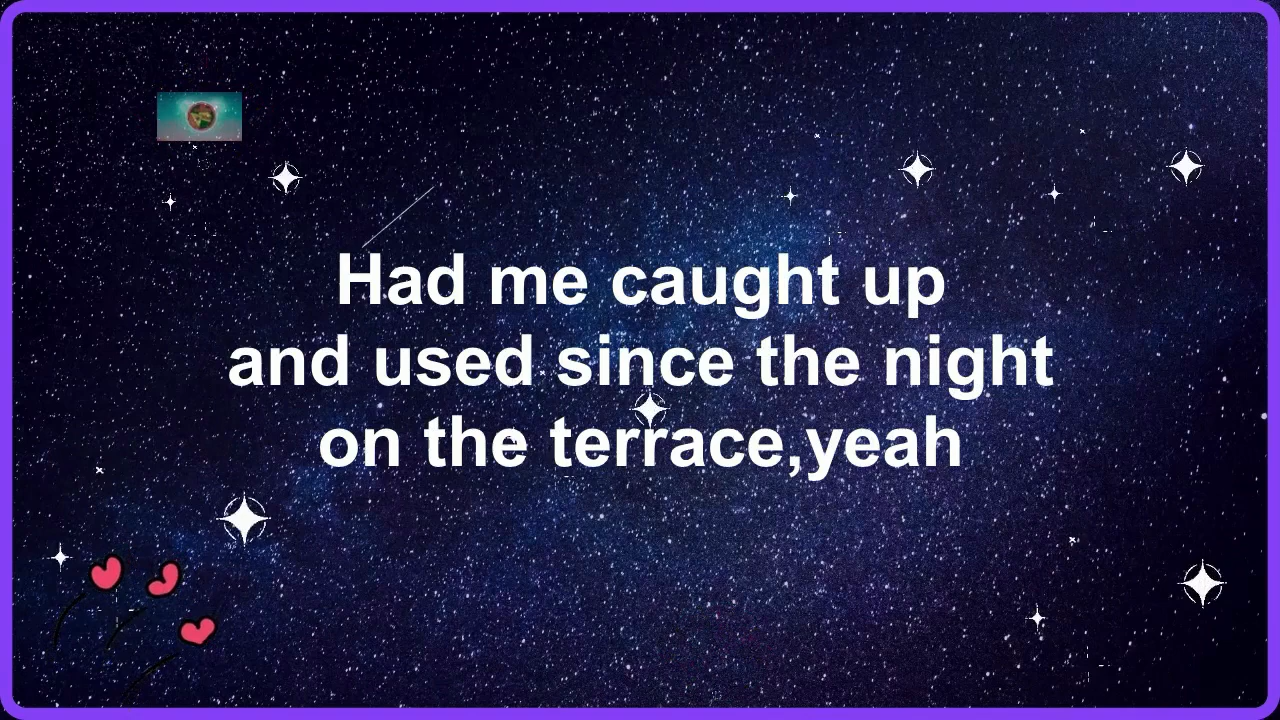 Had me caught up
and used since the night
on the terrace,yeah